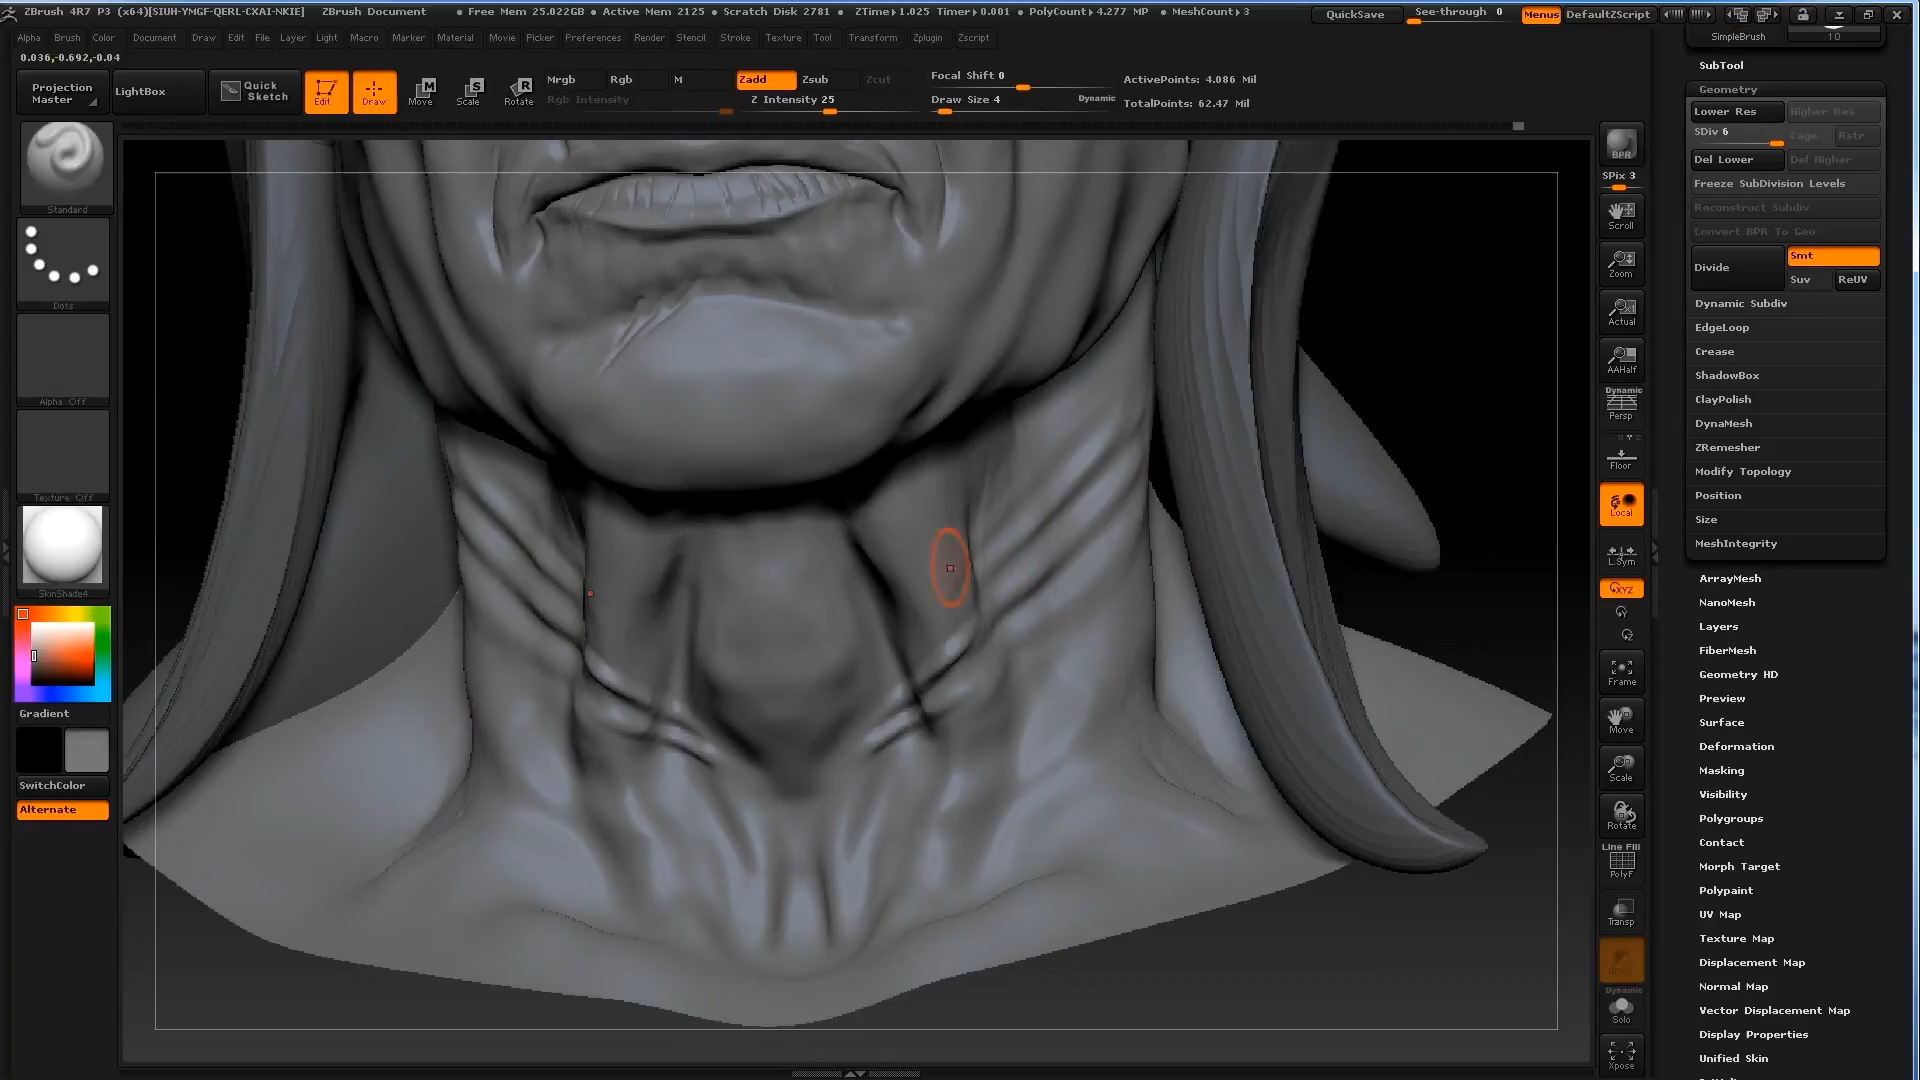 ZBrush 4R7 P3 (x64)[SIUH-YMGF-QERL-CXAI-NKIE] ZBrush Document • Free Mem 25.022GB • Active Mem 2125 • Scratch Disk 2781 • ZTime▸1.025 Timer▸0.001 • PolyCount▸4.277 MP • MeshCount▸3 QuickSave See-through 0 Menus DefaultZScript
Alpha Brush Color Document Draw Edit File Layer Light Macro Marker Material Movie Picker Preferences Render Stencil Stroke Texture Tool Transform Zplugin Zscript
0.036,-0.692,-0.04
Projection Master
LightBox
Quick Sketch
Edit
Draw
Move
Scale
Rotate
Mrgb Rgb M Zadd Zsub Zcut
Rgb Intensity Z Intensity 25
Focal Shift 0
Draw Size 4 Dynamic
ActivePoints: 4.086 Mil
TotalPoints: 62.47 Mil
Standard
Dots
Alpha Off
Texture Off
SkinShade4
Gradient
SwitchColor
Alternate
BPR
SPix 3
Scroll
Zoom
Actual
AAHalf
Dynamic
Persp
Floor
Local
L.Sym
XYZ
Y
Z
Frame
Move
Scale
Rotate
Line Fill
PolyF
Transp
Ghost
Dynamic
Solo
Xpose
SimpleBrush 10
SubTool
Geometry
Lower Res Higher Res
SDiv 6 Cage Rstr
Del Lower Del Higher
Freeze SubDivision Levels
Reconstruct Subdiv
Convert BPR To Geo
Divide Smt
Suv ReUV
Dynamic Subdiv
EdgeLoop
Crease
ShadowBox
ClayPolish
DynaMesh
ZRemesher
Modify Topology
Position
Size
MeshIntegrity
ArrayMesh
NanoMesh
Layers
FiberMesh
Geometry HD
Preview
Surface
Deformation
Masking
Visibility
Polygroups
Contact
Morph Target
Polypaint
UV Map
Texture Map
Displacement Map
Normal Map
Vector Displacement Map
Display Properties
Unified Skin